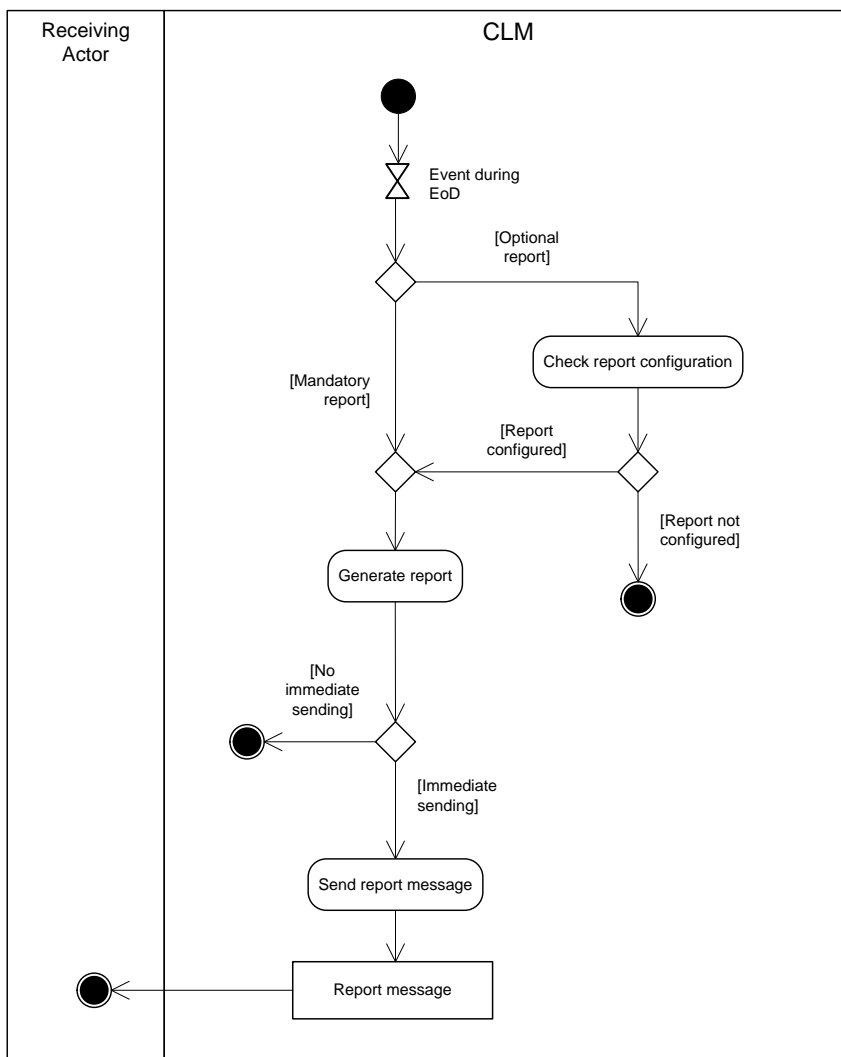 Receiving
Actor
CLM
Event during
EoD
[Optional
report]
Check report configuration
[Mandatory
report]
[Report
configured]
[Report not
configured]
Generate report
[No
immediate
sending]
[Immediate
sending]
Send report message
Report message